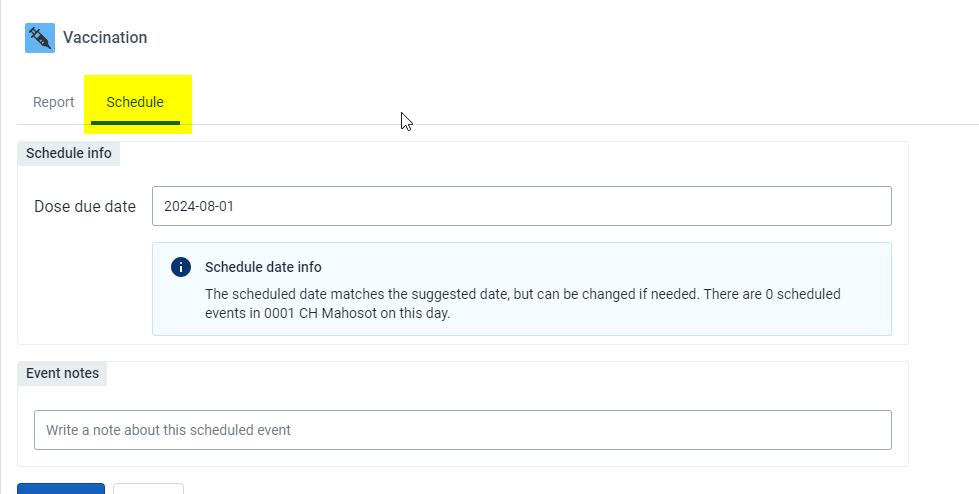 Vaccination
Report
Schedule
Schedule info
Dose due date
2024-08-01
Schedule date info
The scheduled date matches the suggested date, but can be changed if needed. There are 0 scheduled
events in 0001 CH Mahosot on this day.
Event notes
Write a note about this scheduled event